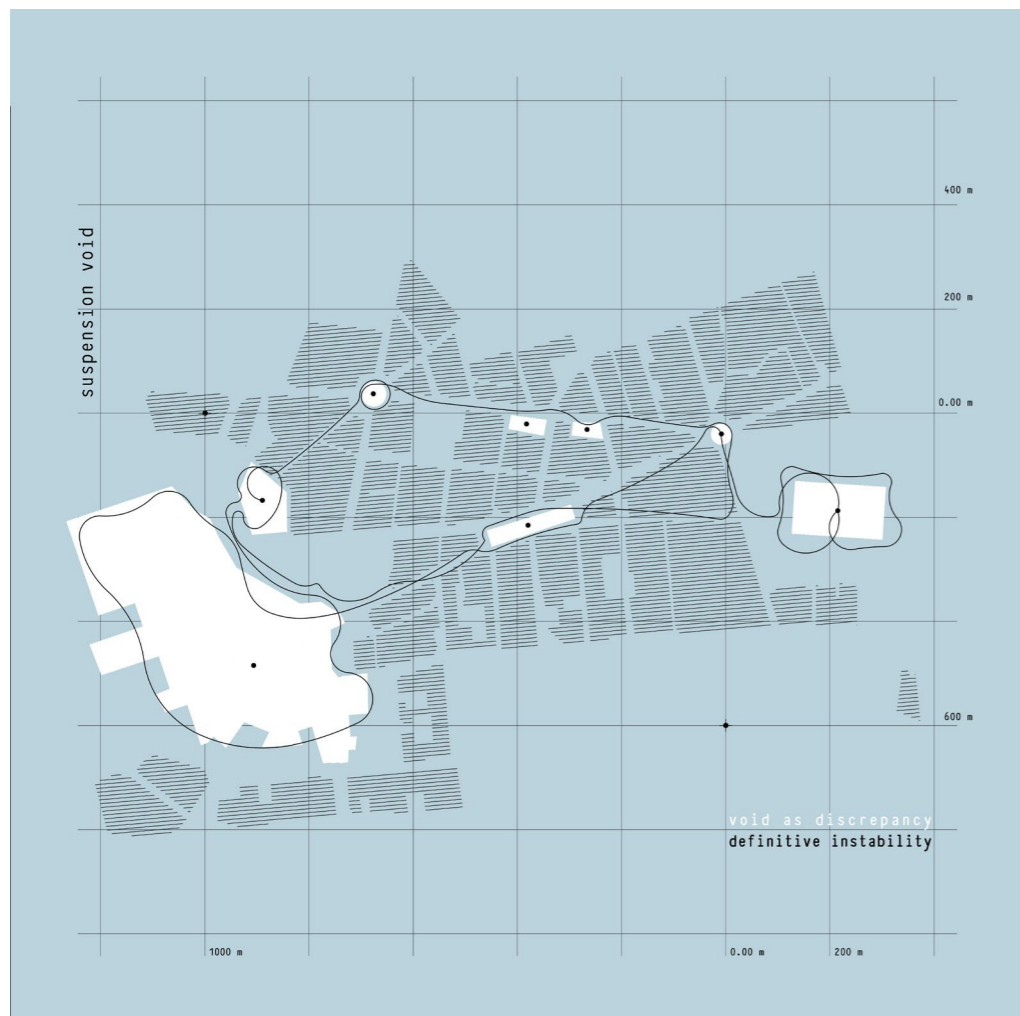 400 m
suspension void
200 m
0.00 m
600 m
void as discrepancy
definitive instability
1000 m
0.00 m
200 m